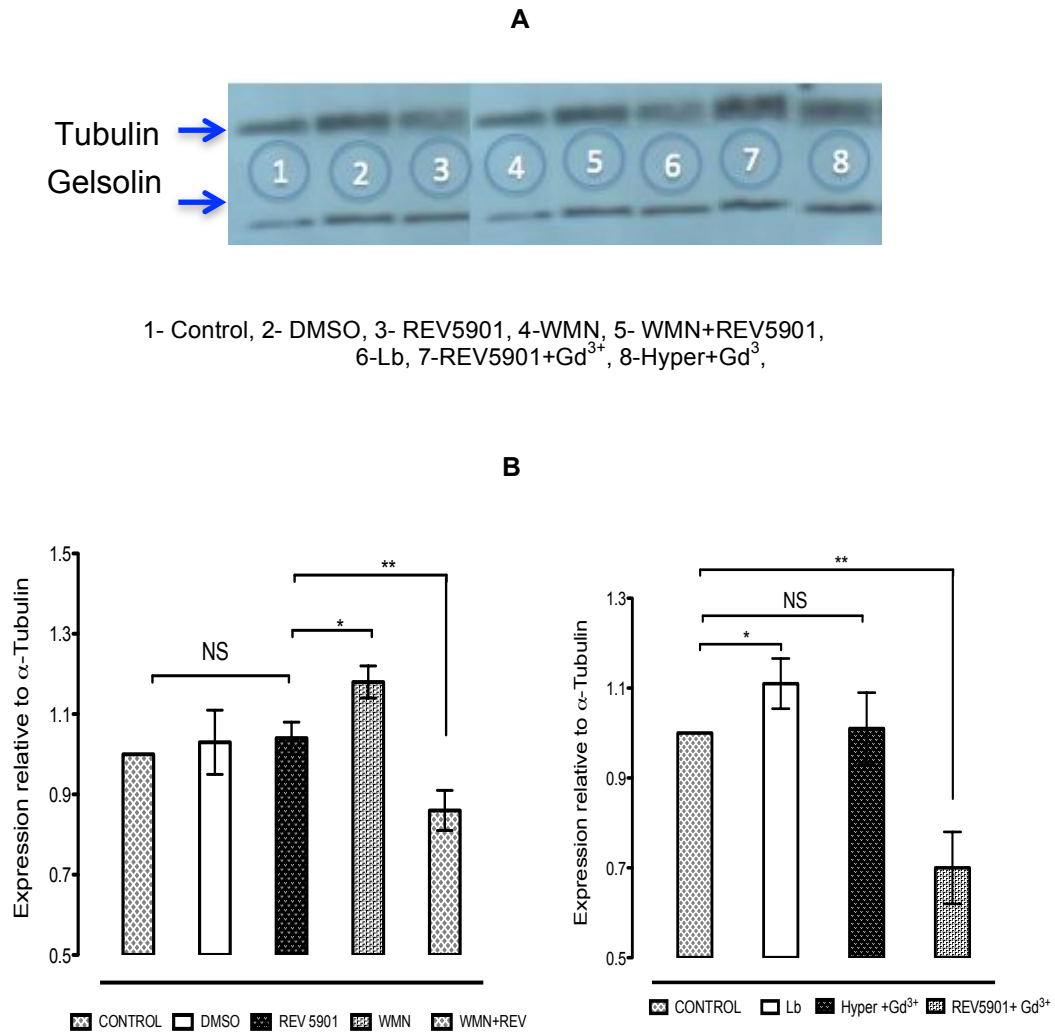 A
Tubulin
Gelsolin
1 2 3 4 5 6 7 8
1- Control, 2- DMSO, 3- REV5901, 4-WMN, 5- WMN+REV5901,
6-Lb, 7-REV5901+Gd³⁺, 8-Hyper+Gd³,
B
Expression relative to α-Tubulin
1.5
1.3
1.1
0.9
0.7
0.5
NS
*
**
CONTROL DMSO REV 5901 WMN WMN+REV
Expression relative to α-Tubulin
1.3
1.1
0.9
0.7
0.5
**
NS
*
CONTROL Lb Hyper +Gd³⁺ REV5901+ Gd³⁺